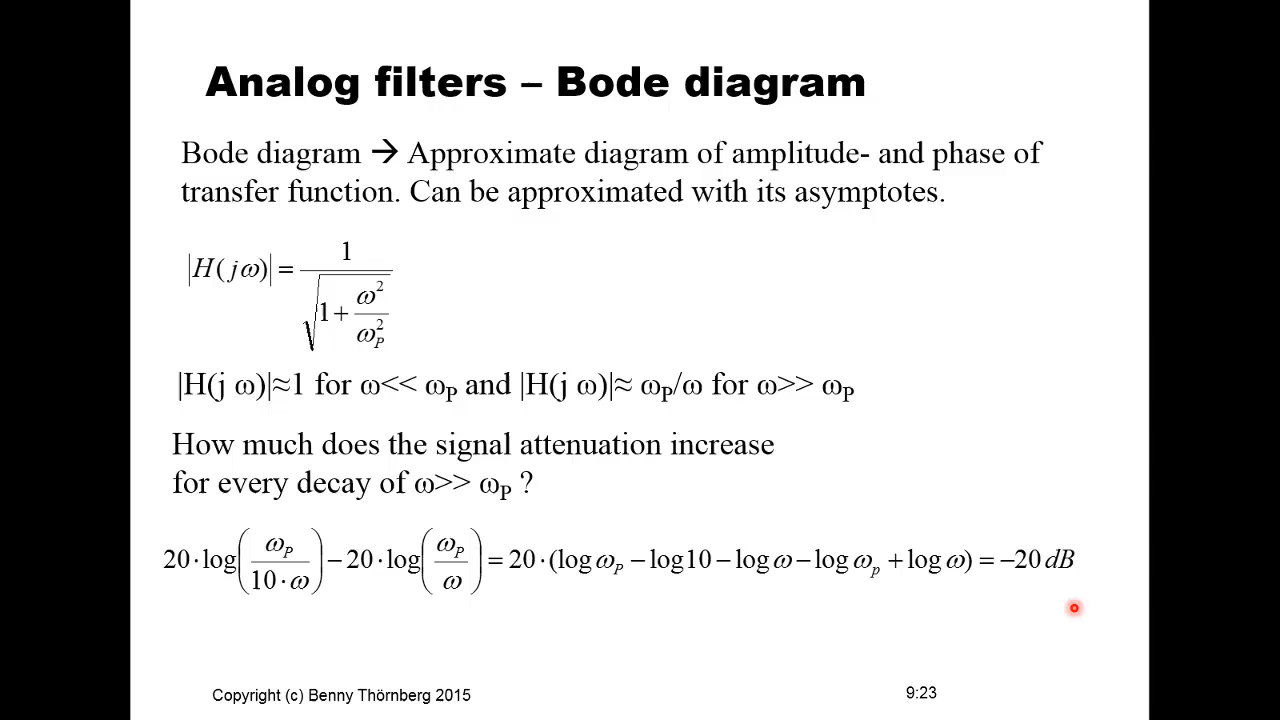 Analog filters – Bode diagram
Bode diagram → Approximate diagram of amplitude- and phase of
transfer function. Can be approximated with its asymptotes.
|H(jω)| = 1 / √(1 + ω² / ω_P²)
|H(j ω)|≈1 for ω<< ω_P and |H(j ω)|≈ ω_P/ω for ω>> ω_P
How much does the signal attenuation increase
for every decay of ω>> ω_P ?
20·log(ω_P / 10·ω) − 20·log(ω_P / ω) = 20·(log ω_P − log10 − log ω − log ω_p + log ω) = −20 dB
Copyright (c) Benny Thörnberg 2015
9:23